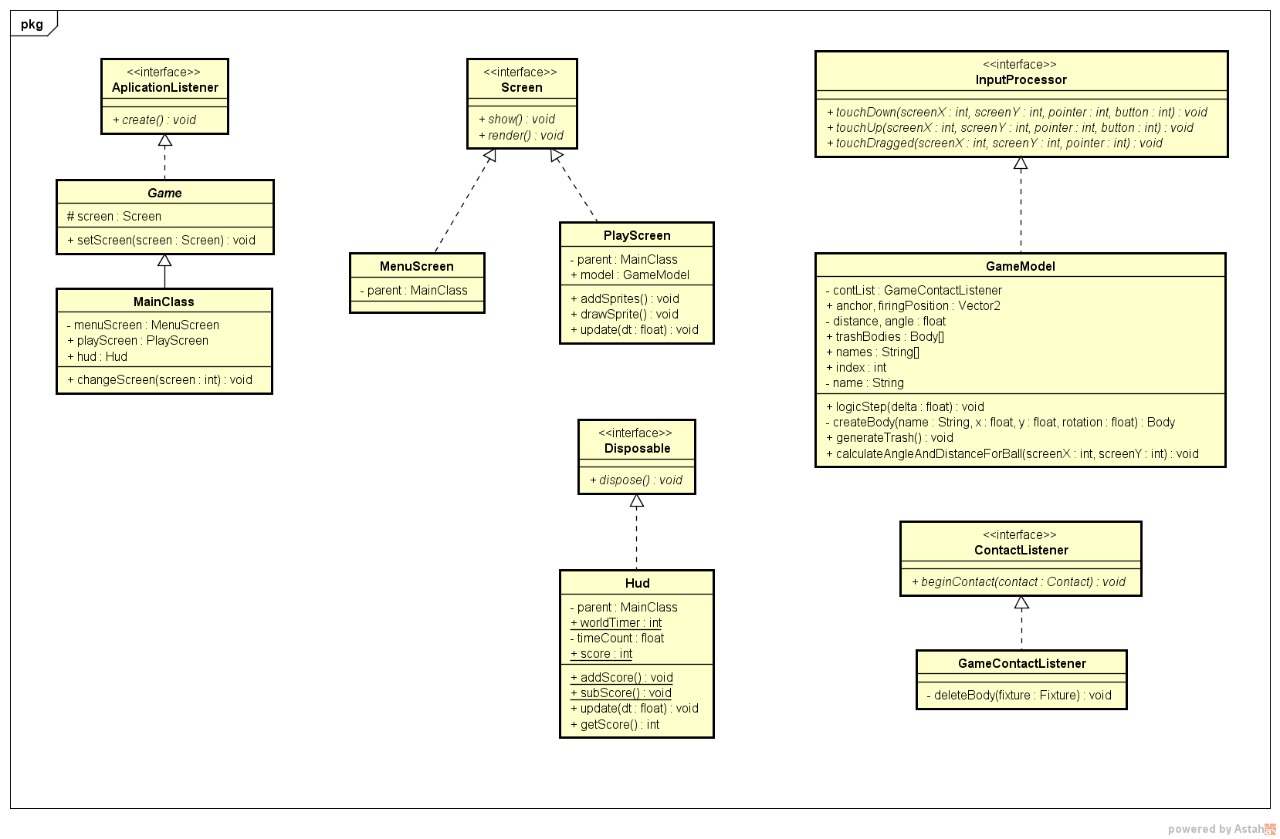 pkg
<<interface>>
AplicationListener
+ create() : void
Game
# screen : Screen
+ setScreen(screen : Screen) : void
MainClass
- menuScreen : MenuScreen
+ playScreen : PlayScreen
+ hud : Hud
+ changeScreen(screen : int) : void
<<interface>>
Screen
+ show() : void
+ render() : void
MenuScreen
- parent : MainClass
PlayScreen
- parent : MainClass
+ model : GameModel
+ addSprites() : void
+ drawSprite() : void
+ update(dt : float) : void
<<interface>>
Disposable
+ dispose() : void
Hud
- parent : MainClass
+ worldTimer : int
- timeCount : float
+ score : int
+ addScore() : void
+ subScore() : void
+ update(dt : float) : void
+ getScore() : int
<<interface>>
InputProcessor
+ touchDown(screenX : int, screenY : int, pointer : int, button : int) : void
+ touchUp(screenX : int, screenY : int, pointer : int, button : int) : void
+ touchDragged(screenX : int, screenY : int, pointer : int) : void
GameModel
- contList : GameContactListener
+ anchor, firingPosition : Vector2
- distance, angle : float
+ trashBodies : Body[]
+ names : String[]
+ index : int
- name : String
+ logicStep(delta : float) : void
- createBody(name : String, x : float, y : float, rotation : float) : Body
+ generateTrash() : void
+ calculateAngleAndDistanceForBall(screenX : int, screenY : int) : void
<<interface>>
ContactListener
+ beginContact(contact : Contact) : void
GameContactListener
- deleteBody(fixture : Fixture) : void
powered by Astah